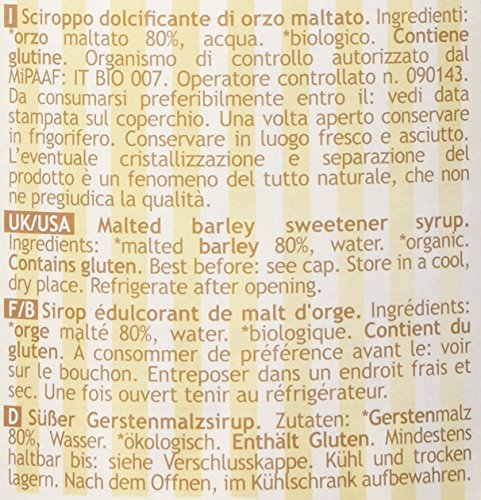 I Sciroppo dolcificante di orzo maltato. Ingredienti:
*orzo maltato 80%, acqua. *biologico. Contiene
glutine. Organismo di controllo autorizzato dal
MiPAAF: IT BIO 007. Operatore controllato n. 090143.
Da consumarsi preferibilmente entro il: vedi data
stampata sul coperchio. Una volta aperto conservare
in frigorifero. Conservare in luogo fresco e asciutto.
L'eventuale cristallizzazione e separazione del
prodotto è un fenomeno del tutto naturale, che non
ne pregiudica la qualità.
UK/USA Malted barley sweetener syrup.
Ingredients: *malted barley 80%, water. *organic.
Contains gluten. Best before: see cap. Store in a cool,
dry place. Refrigerate after opening.
F/B Sirop édulcorant de malt d'orge. Ingrédients:
*orge malté 80%, water. *biologique. Contient du
gluten. À consommer de préférence avant le: voir
sur le bouchon. Entreposer dans un endroit frais et
sec. Une fois ouvert tenir au réfrigérateur.
D Süßer Gerstenmalzsirup. Zutaten: *Gerstenmalz
80%, Wasser. *ökologisch. Enthält Gluten. Mindestens
haltbar bis: siehe Verschlusskappe. Kühl und trocken
lagern. Nach dem Öffnen, im Kühlschrank aufbewahren.